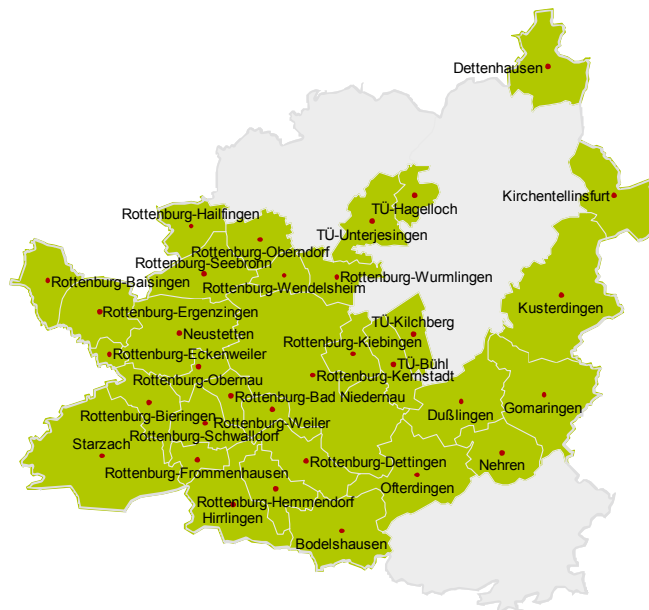 Dettenhausen
Kirchentellinsfurt
TÜ-Hagelloch
Rottenburg-Hailfingen
TÜ-Unterjesingen
Rottenburg-Oberndorf
Rottenburg-Seebronn
Rottenburg-Wurmlingen
Rottenburg-Baisingen
Rottenburg-Wendelsheim
Kusterdingen
Rottenburg-Ergenzingen
TÜ-Kilchberg
Neustetten
Rottenburg-Kiebingen
Rottenburg-Eckenweiler
TÜ-Bühl
Rottenburg-Obernau
Rottenburg-Kernstadt
Rottenburg-Bad Niedernau
Gomaringen
Rottenburg-Bieringen
Dußlingen
Rottenburg-Weiler
Rottenburg-Schwalldorf
Starzach
Rottenburg-Dettingen
Nehren
Rottenburg-Frommenhausen
Ofterdingen
Rottenburg-Hemmendorf
Hirrlingen
Bodelshausen